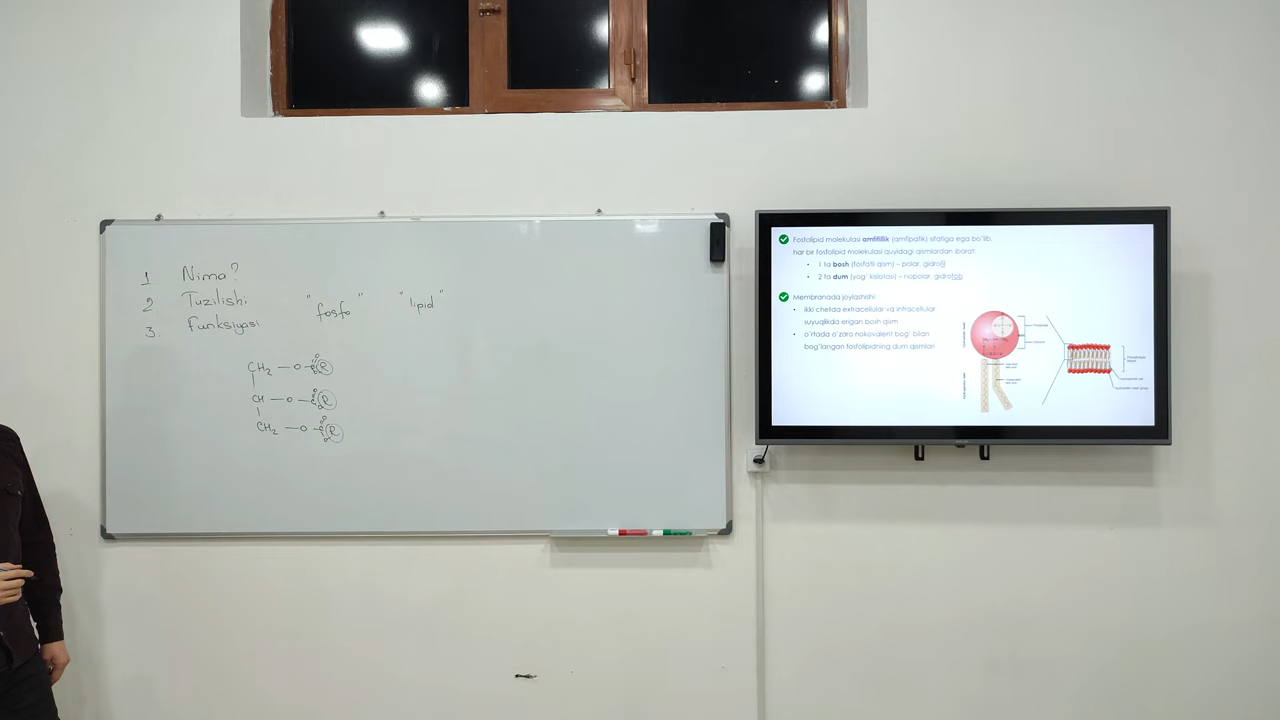 1 Nima?
2 Tuzilishi
3 Funksiyasi
"fosfo" "lipid"
CH2 — O —
CH — O —
CH2 — O —
Fosfolipid molekulasi amfifilik (amfipatik) sifatiga ega bo'lib,
har bir fosfolipid molekulasi quyidagi qismlardan iborat:
• 1 ta bosh (fosfatli qism) – polar, gidrofil
• 2 ta dum (yog' kislotasi) – nopolar, gidrofob
Membranada joylashishi:
• ikki chetida extracellular va intracellular
suyuqlikda erigan bosh qism
• o'rtada o'zaro nokovalent bog' bilan
bog'langan fosfolipidning dum qismlari